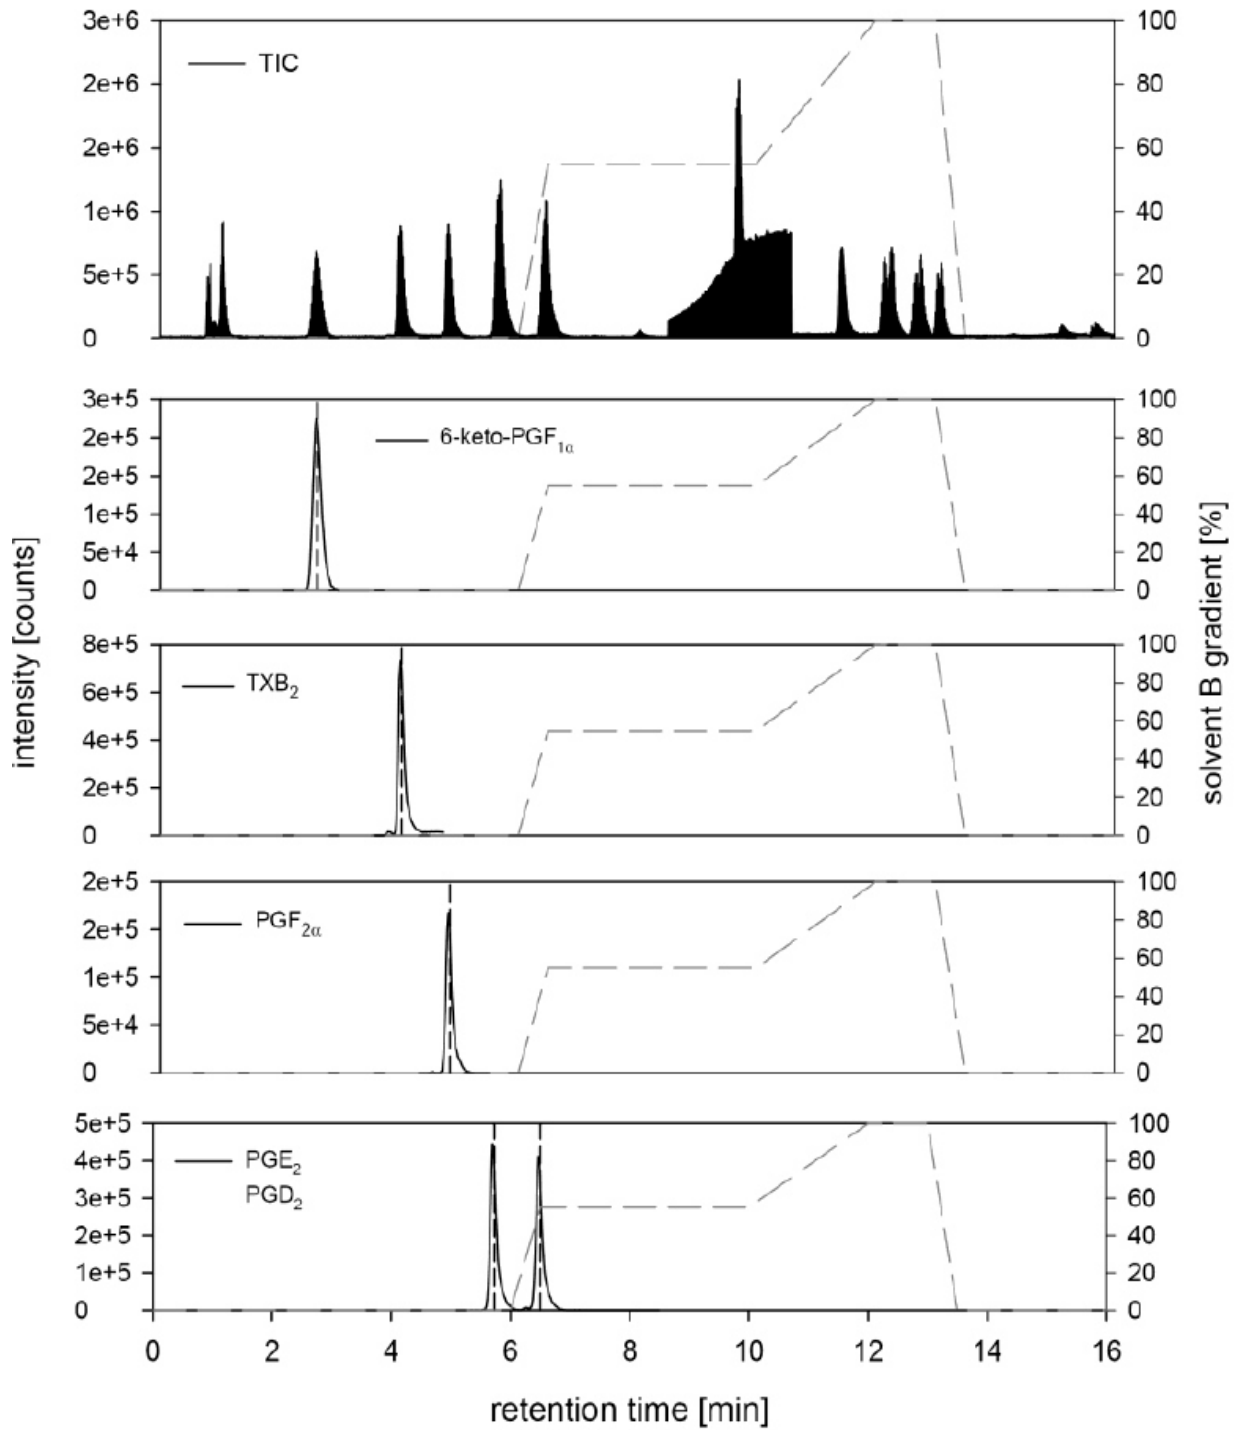 3e+6
2e+6
2e+6
1e+6
5e+5
0
TIC
100
80
60
40
20
0
3e+5
2e+5
2e+5
1e+5
5e+4
0
6-keto-PGF1α
100
80
60
40
20
0
intensity [counts]
solvent B gradient [%]
8e+5
6e+5
4e+5
2e+5
0
TXB2
100
80
60
40
20
0
2e+5
2e+5
1e+5
5e+4
0
PGF2α
100
80
60
40
20
0
5e+5
4e+5
3e+5
2e+5
1e+5
0
PGE2
PGD2
100
80
60
40
20
0
0 2 4 6 8 10 12 14 16
retention time [min]